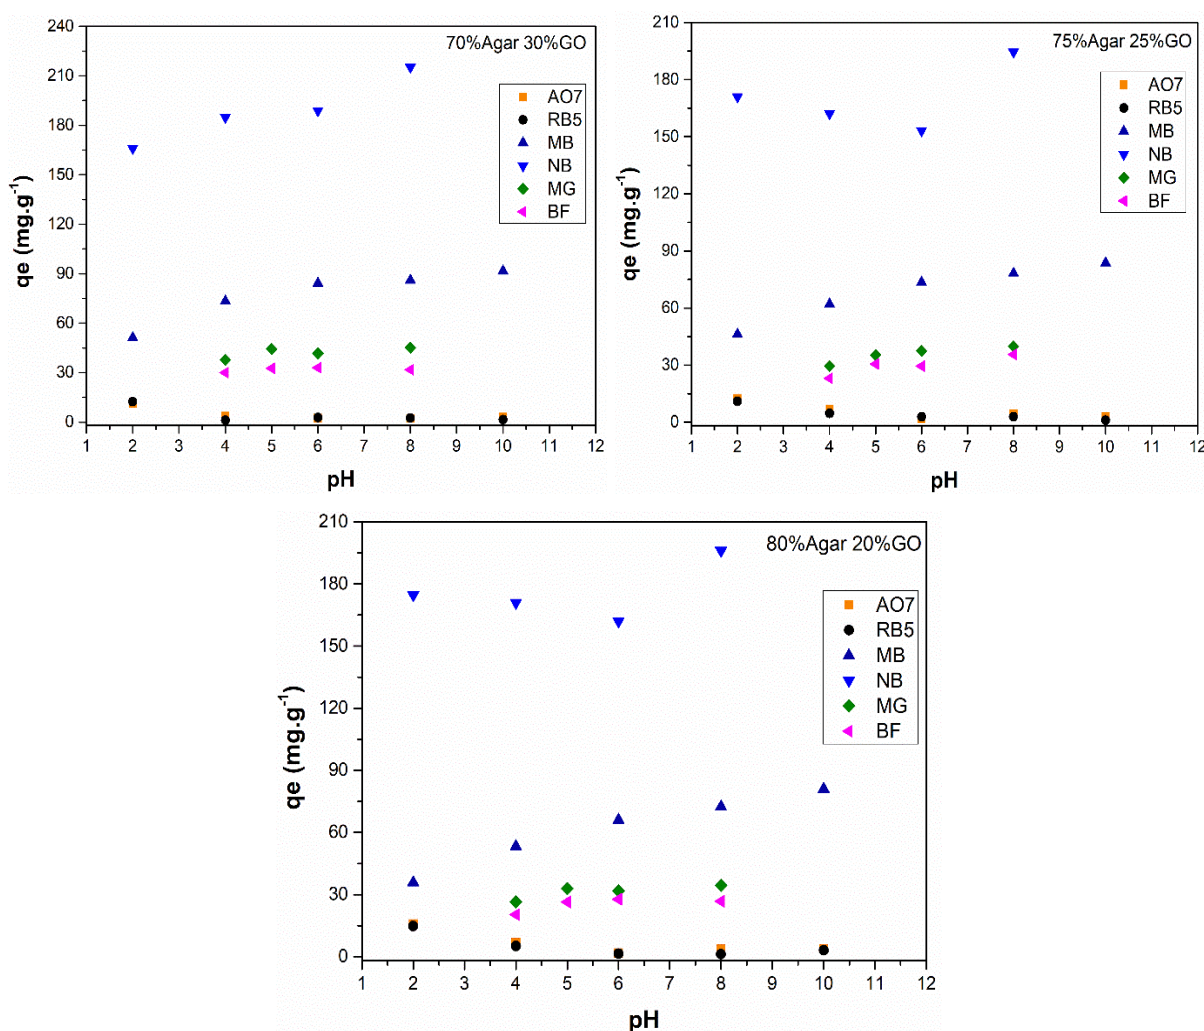 240
210
180
150
120
90
60
30
0
qe (mg.g⁻¹)
70%Agar 30%GO
AO7
RB5
MB
NB
MG
BF
1 2 3 4 5 6 7 8 9 10 11 12
pH
210
180
150
120
90
60
30
0
qe (mg.g⁻¹)
75%Agar 25%GO
AO7
RB5
MB
NB
MG
BF
1 2 3 4 5 6 7 8 9 10 11 12
pH
210
180
150
120
90
60
30
0
qe (mg.g⁻¹)
80%Agar 20%GO
AO7
RB5
MB
NB
MG
BF
1 2 3 4 5 6 7 8 9 10 11 12
pH